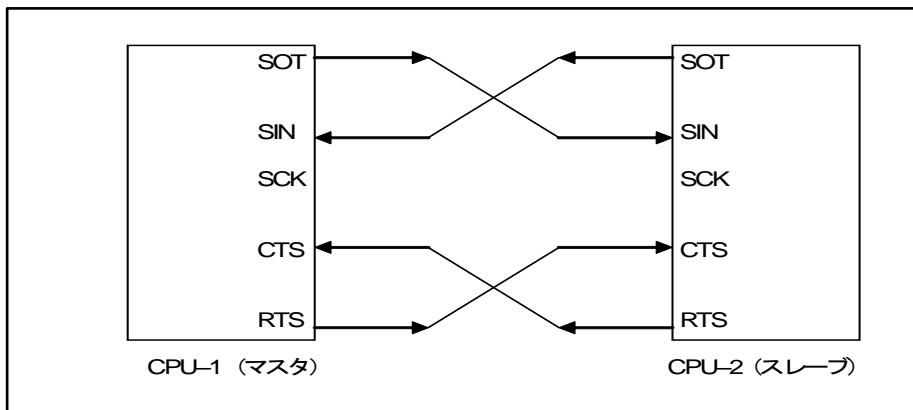 SOT
SIN
SCK
CTS
RTS
CPU–1 (マスタ)
SOT
SIN
SCK
CTS
RTS
CPU–2 (スレーブ)